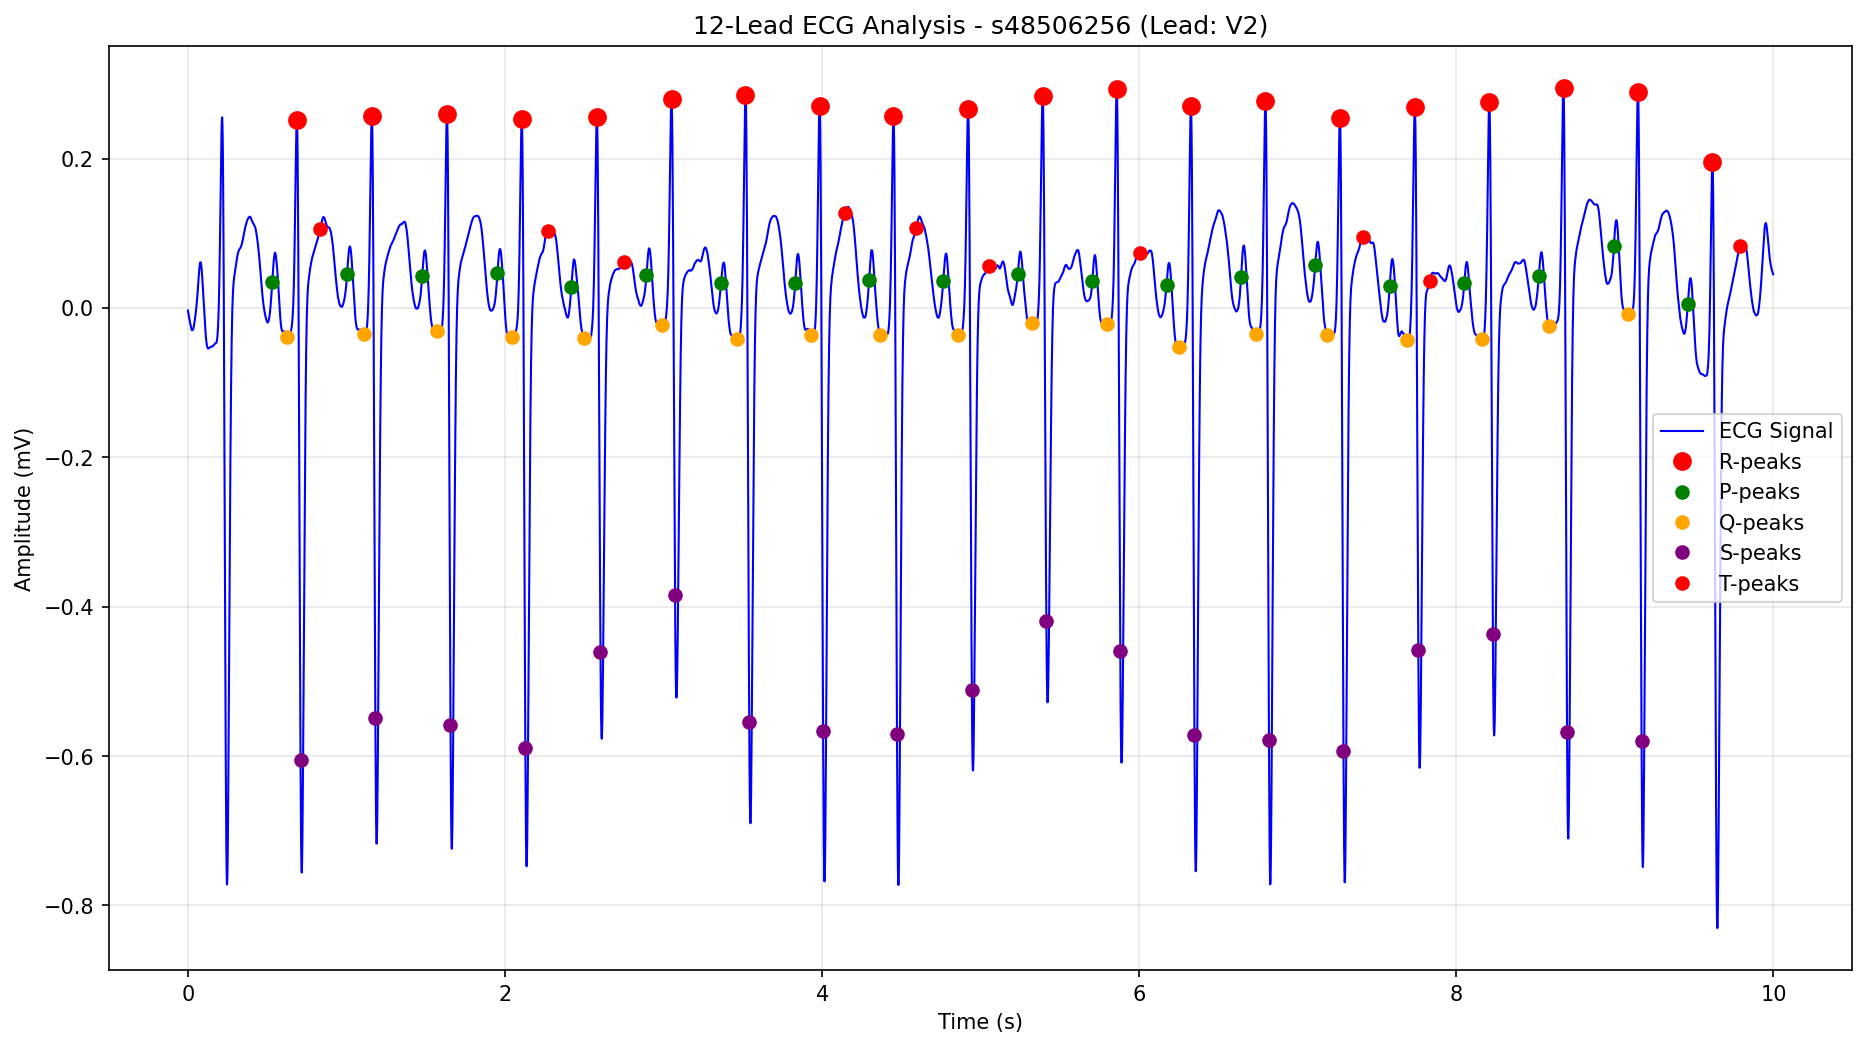 12-Lead ECG Analysis - s48506256 (Lead: V2)
0.2
0.0
−0.2
−0.4
−0.6
−0.8
Amplitude (mV)
ECG Signal
R-peaks
P-peaks
Q-peaks
S-peaks
T-peaks
0 2 4 6 8 10
Time (s)